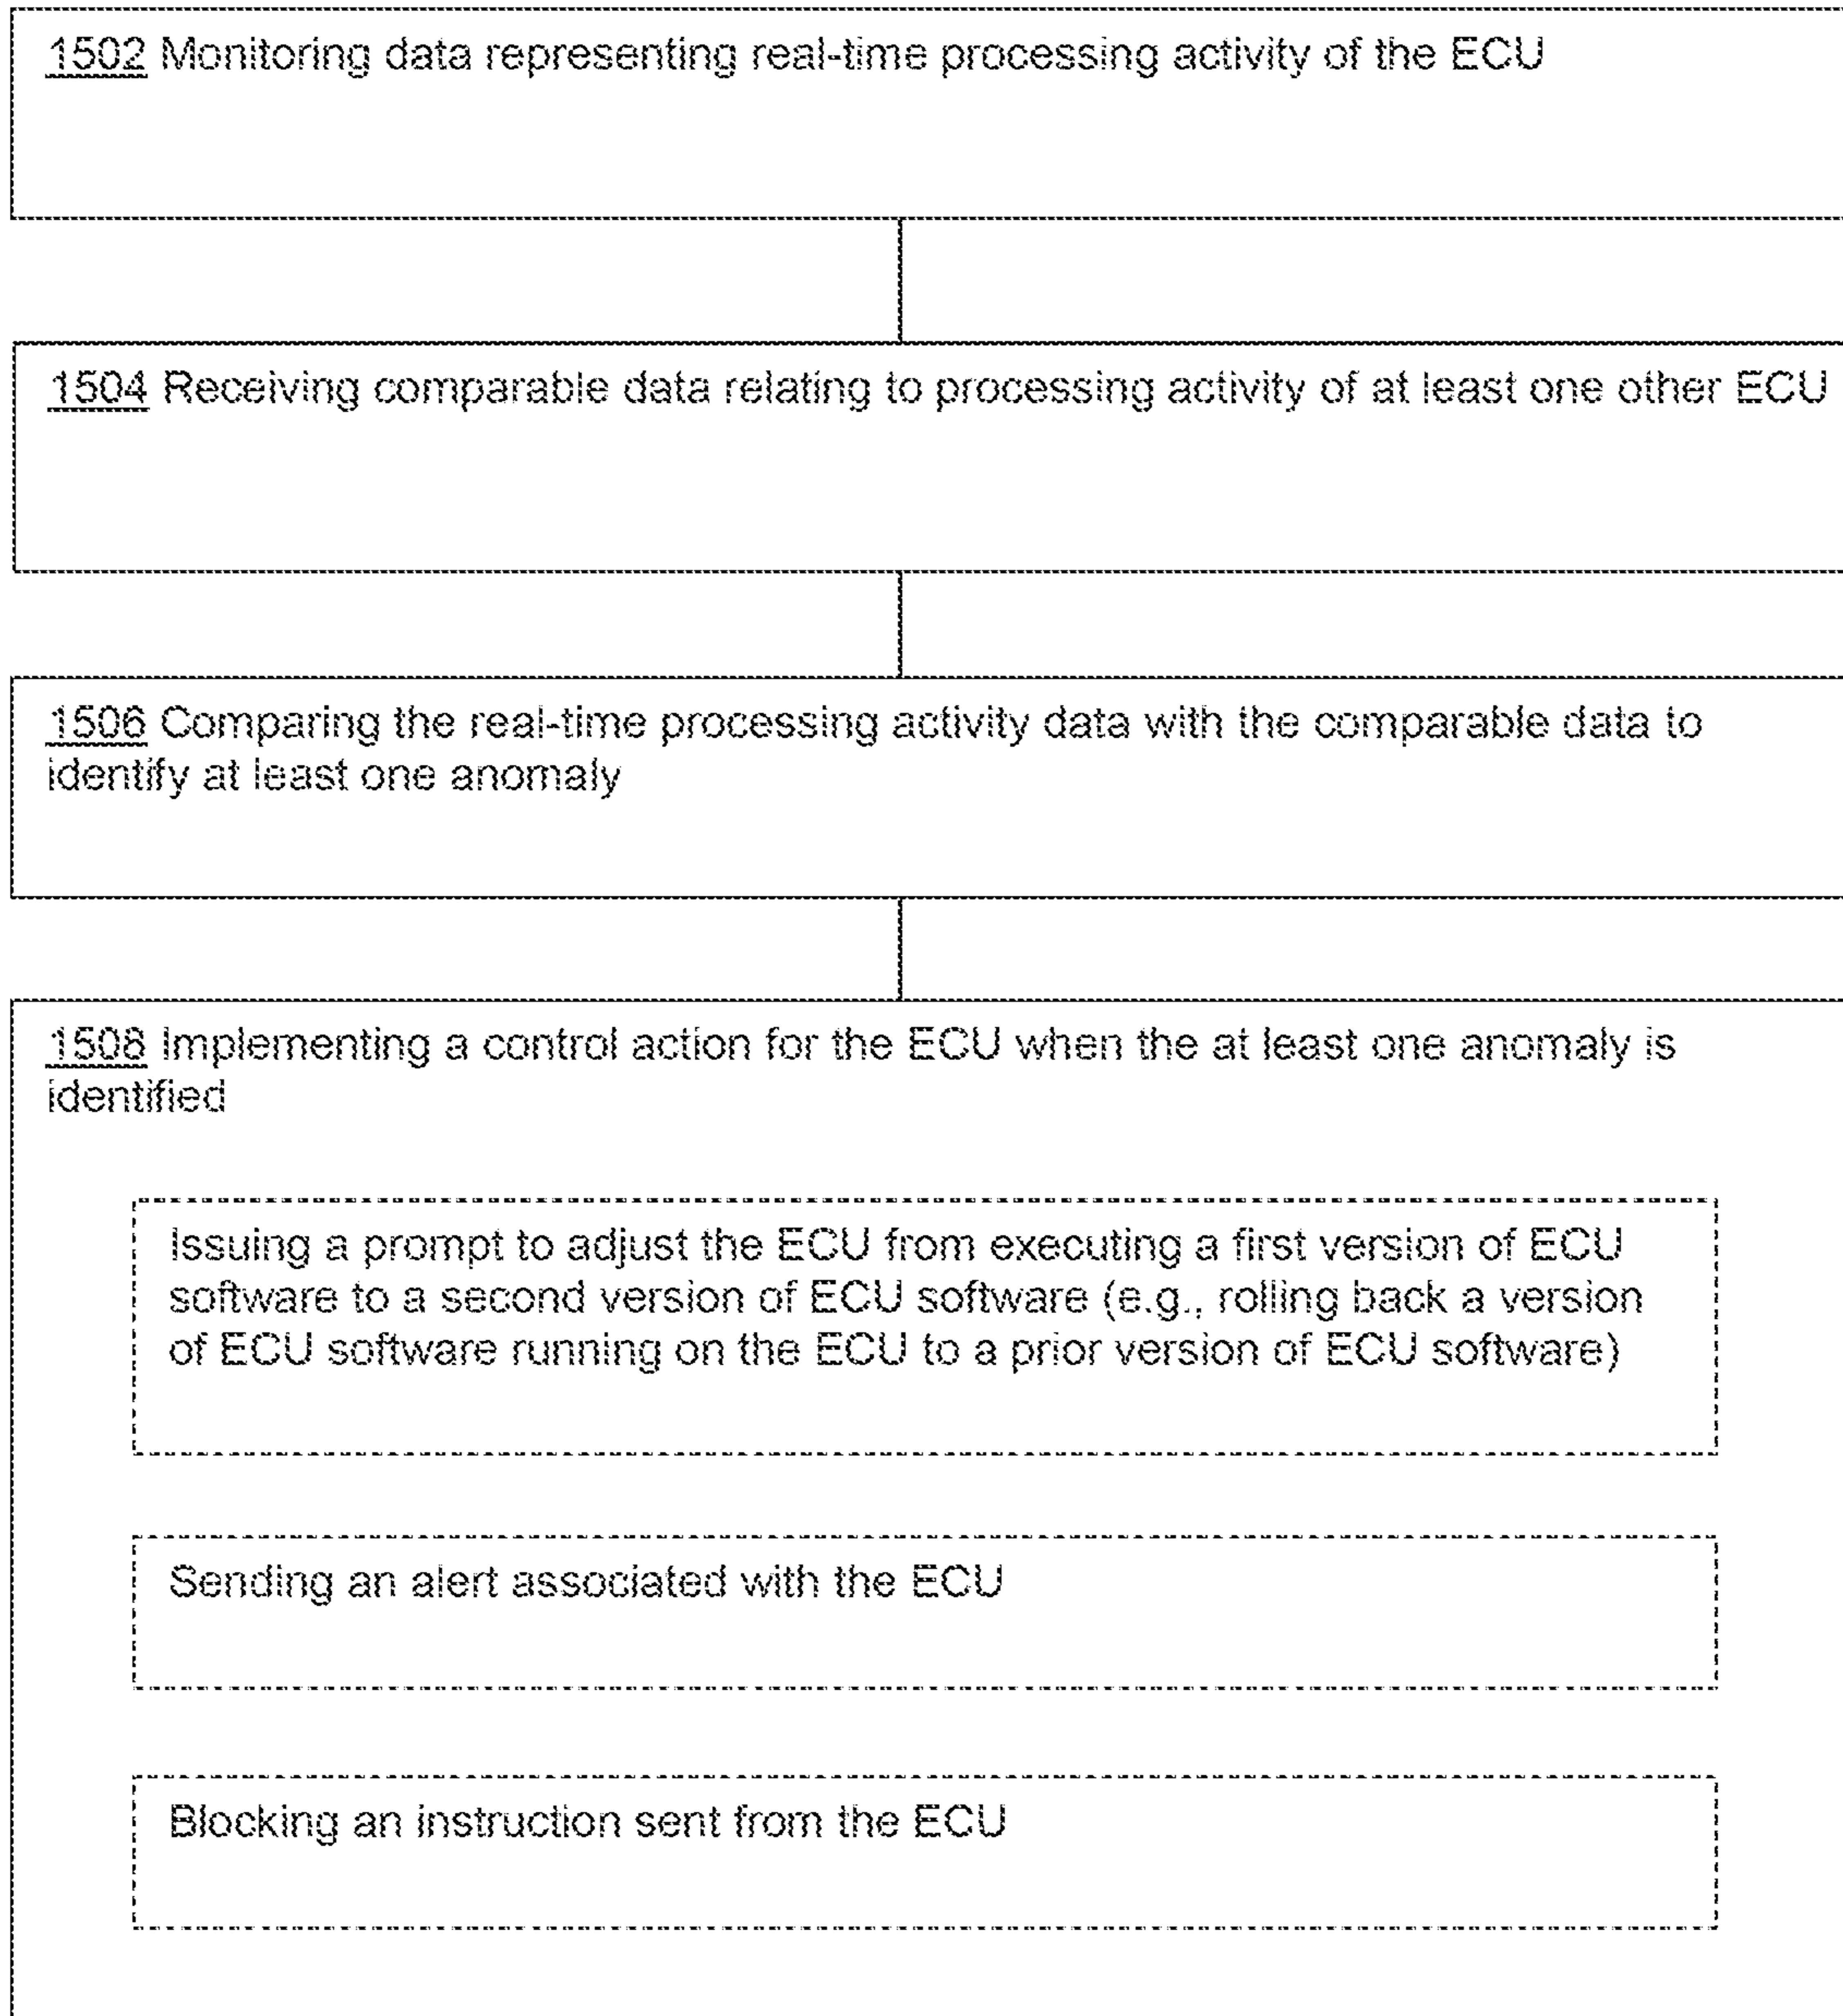 1502 Monitoring data representing real-time processing activity of the ECU
1504 Receiving comparable data relating to processing activity of at least one other ECU
1506 Comparing the real-time processing activity data with the comparable data to
identify at least one anomaly
1508 Implementing a control action for the ECU when the at least one anomaly is
identified
Issuing a prompt to adjust the ECU from executing a first version of ECU
software to a second version of ECU software (e.g., rolling back a version
of ECU software running on the ECU to a prior version of ECU software)
Sending an alert associated with the ECU
Blocking an instruction sent from the ECU